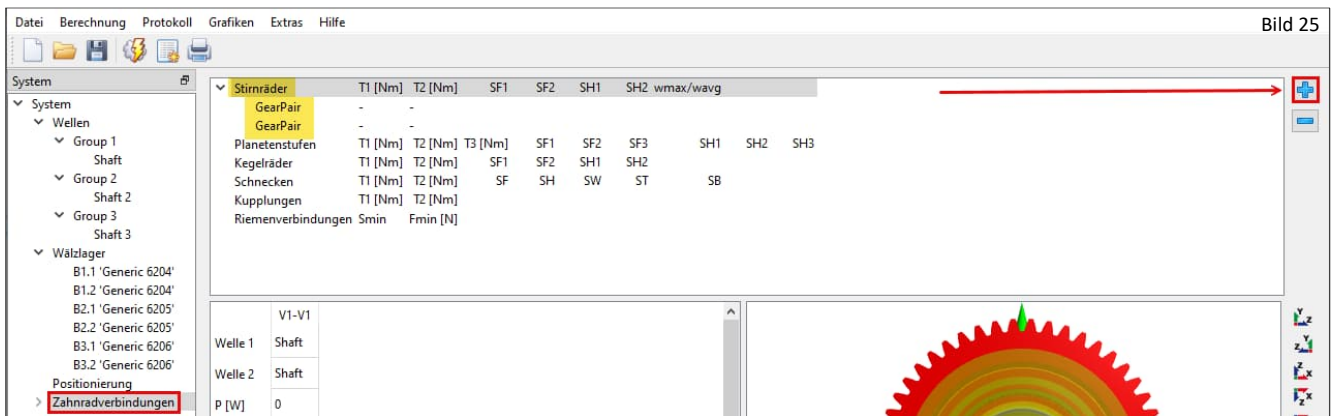 Datei Berechnung Protokoll Grafiken Extras Hilfe
Bild 25
System
System
Wellen
Group 1
Shaft
Group 2
Shaft 2
Group 3
Shaft 3
Wälzlager
B1.1 'Generic 6204'
B1.2 'Generic 6204'
B2.1 'Generic 6205'
B2.2 'Generic 6205'
B3.1 'Generic 6206'
B3.2 'Generic 6206'
Positionierung
Zahnradverbindungen
Stirnräder T1 [Nm] T2 [Nm] SF1 SF2 SH1 SH2 wmax/wavg
GearPair - -
GearPair - -
Planetenstufen T1 [Nm] T2 [Nm] T3 [Nm] SF1 SF2 SF3 SH1 SH2 SH3
Kegelräder T1 [Nm] T2 [Nm] SF1 SF2 SH1 SH2
Schnecken T1 [Nm] T2 [Nm] SF SH SW ST SB
Kupplungen T1 [Nm] T2 [Nm]
Riemenverbindungen Smin Fmin [N]
V1-V1
Welle 1 Shaft
Welle 2 Shaft
P [W] 0
Y Z
Z Y
Z X
Z X